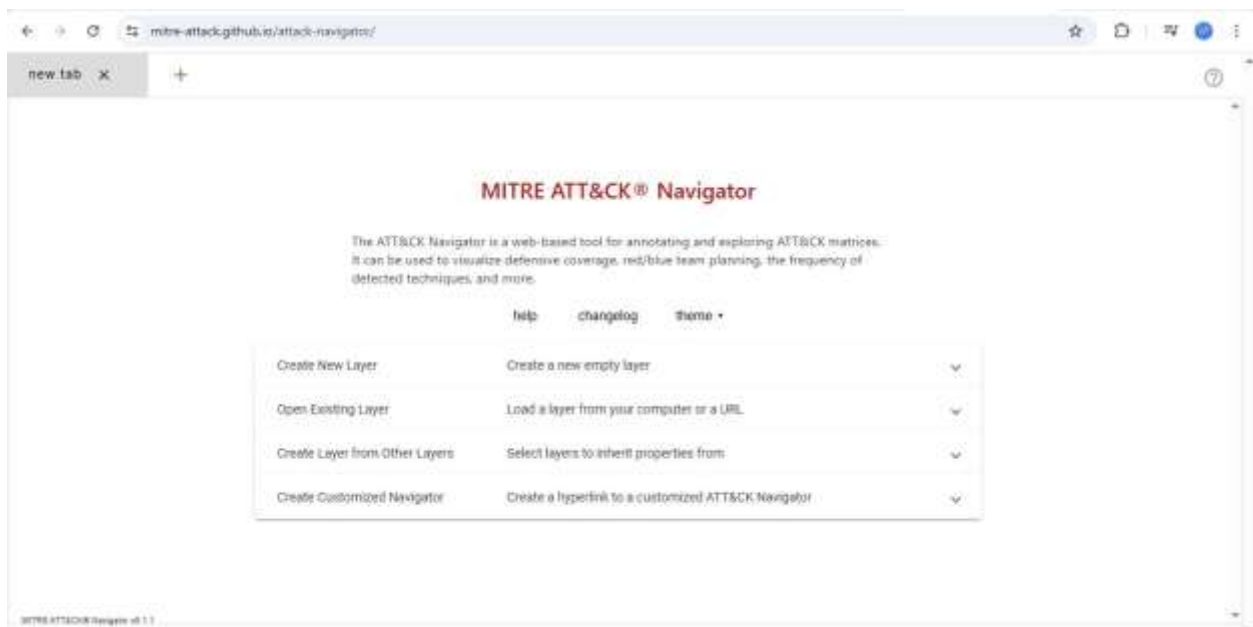 mitre-attack.github.io/attack-navigator/
new tab × +
MITRE ATT&CK® Navigator
The ATT&CK Navigator is a web-based tool for annotating and exploring ATT&CK matrices.
It can be used to visualize defensive coverage, red/blue team planning, the frequency of
detected techniques, and more.
help changelog theme
Create New Layer Create a new empty layer
Open Existing Layer Load a layer from your computer or a URL
Create Layer from Other Layers Select layers to inherit properties from
Create Customized Navigator Create a hyperlink to a customized ATT&CK Navigator
MITRE ATT&CK® Navigator